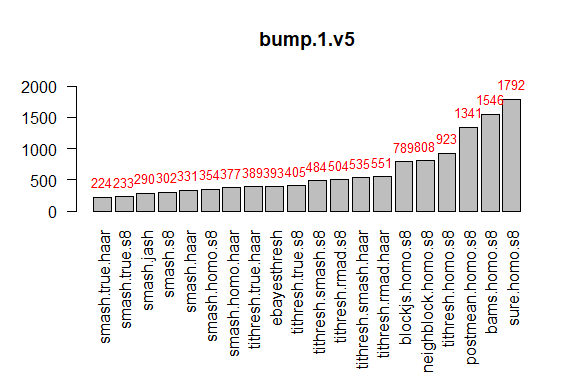 bump.1.v5
2000
1500
1000
500
0
224
233
290
302
331
354
377
389
393
405
484
504
535
551
789
808
923
1341
1546
1792
smash.true.haar
smash.true.s8
smash.jash
smash.s8
smash.haar
smash.homo.s8
smash.homo.haar
tithresh.true.haar
ebayesthresh
tithresh.true.s8
tithresh.smash.s8
tithresh.rmad.s8
tithresh.smash.haar
tithresh.rmad.haar
blockjs.homo.s8
neighblock.homo.s8
tithresh.homo.s8
postmean.homo.s8
bams.homo.s8
sure.homo.s8